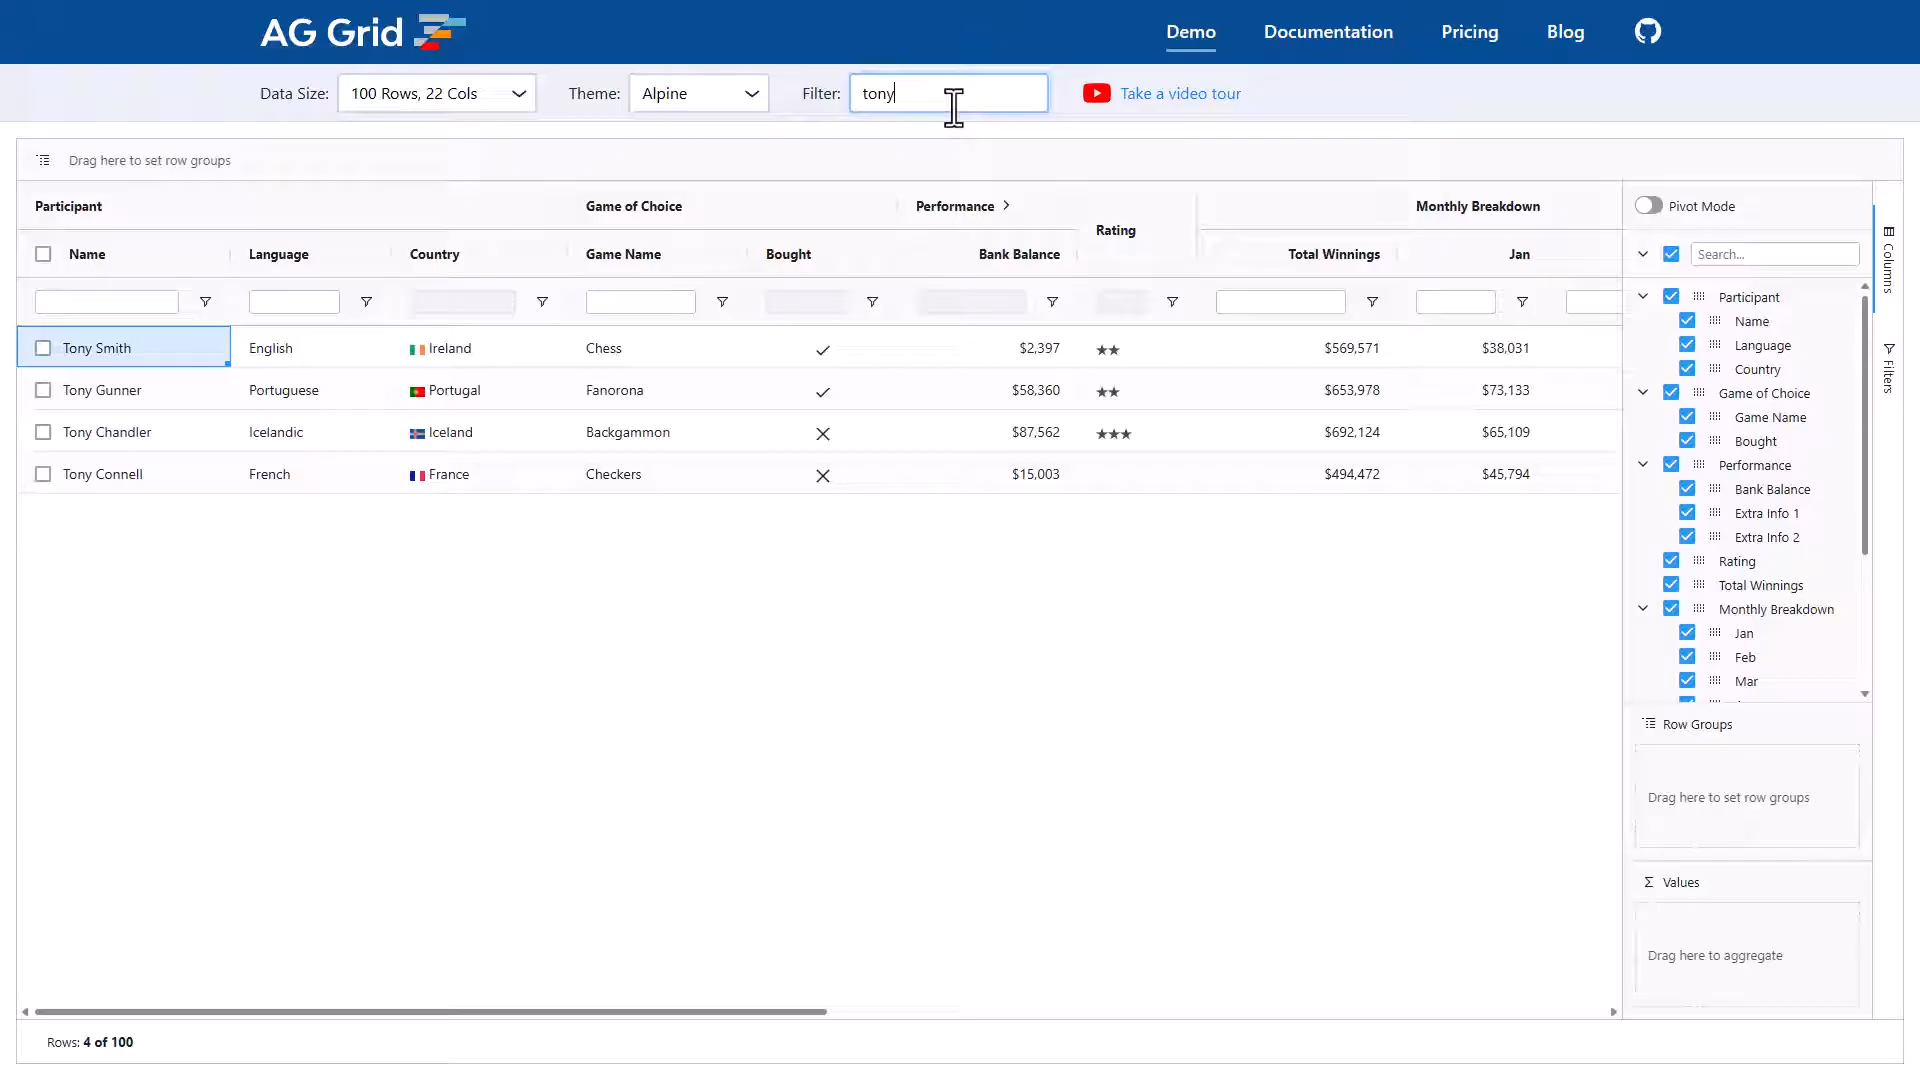 AG Grid
Demo Documentation Pricing Blog
Data Size: 100 Rows, 22 Cols Theme: Alpine Filter: tony Take a video tour
Drag here to set row groups
Participant Game of Choice Performance Rating Monthly Breakdown
Name Language Country Game Name Bought Bank Balance Total Winnings Jan
Tony Smith English Ireland Chess $2,397 ★★ $569,571 $38,031
Tony Gunner Portuguese Portugal Fanorona $58,360 ★★ $653,978 $73,133
Tony Chandler Icelandic Iceland Backgammon $87,562 ★★★ $692,124 $65,109
Tony Connell French France Checkers $15,003 $494,472 $45,794
Rows: 4 of 100
Pivot Mode
Search...
Participant
Name
Language
Country
Game of Choice
Game Name
Bought
Performance
Bank Balance
Extra Info 1
Extra Info 2
Rating
Total Winnings
Monthly Breakdown
Jan
Feb
Mar
Row Groups
Drag here to set row groups
Σ Values
Drag here to aggregate
Columns
Filters